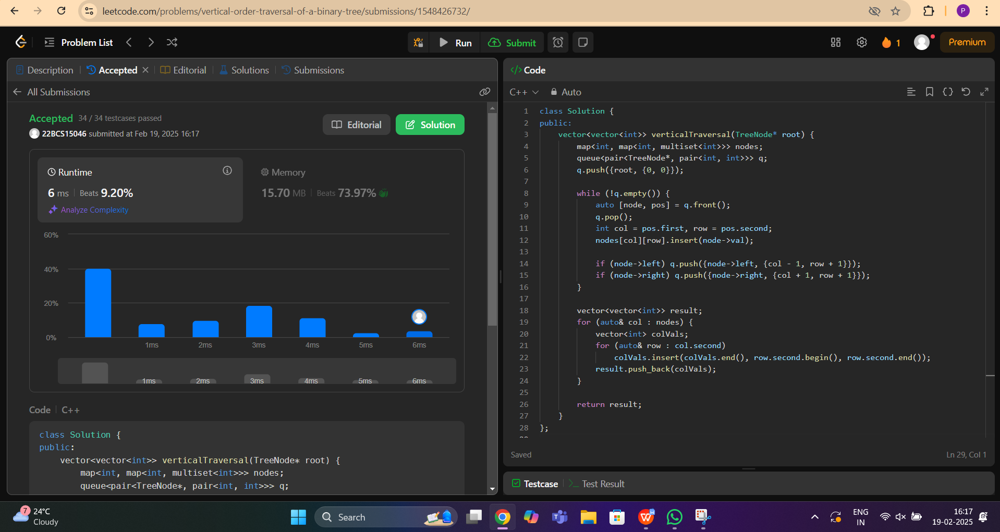 leetcode.com/problems/vertical-order-traversal-of-a-binary-tree/submissions/1548426732/
P
Problem List
Run
Submit
1
Premium
Description
Accepted
Editorial
Solutions
Submissions
All Submissions
Accepted 34 / 34 testcases passed
22BCS15046 submitted at Feb 19, 2025 16:17
Editorial
Solution
Runtime
6 ms | Beats 9.20%
Analyze Complexity
Memory
15.70 MB | Beats 73.97%
60%
40%
20%
0%
1ms 2ms 3ms 4ms 5ms 6ms
1ms 2ms 3ms 4ms 5ms 6ms
Code | C++
class Solution {
public:
    vector<vector<int>> verticalTraversal(TreeNode* root) {
        map<int, map<int, multiset<int>>> nodes;
        queue<pair<TreeNode*, pair<int, int>>> q;
</> Code
C++ Auto
1 class Solution {
2 public:
3     vector<vector<int>> verticalTraversal(TreeNode* root) {
4         map<int, map<int, multiset<int>>> nodes;
5         queue<pair<TreeNode*, pair<int, int>>> q;
6         q.push({root, {0, 0}});
7
8         while (!q.empty()) {
9             auto [node, pos] = q.front();
10             q.pop();
11             int col = pos.first, row = pos.second;
12             nodes[col][row].insert(node->val);
13
14             if (node->left) q.push({node->left, {col - 1, row + 1}});
15             if (node->right) q.push({node->right, {col + 1, row + 1}});
16         }
17
18         vector<vector<int>> result;
19         for (auto& col : nodes) {
20             vector<int> colVals;
21             for (auto& row : col.second)
22                 colVals.insert(colVals.end(), row.second.begin(), row.second.end());
23             result.push_back(colVals);
24         }
25
26         return result;
27     }
28 };
Saved
Ln 29, Col 1
Testcase
Test Result
7
24°C
Cloudy
Search
ENG
IN
16:17
19-02-2025